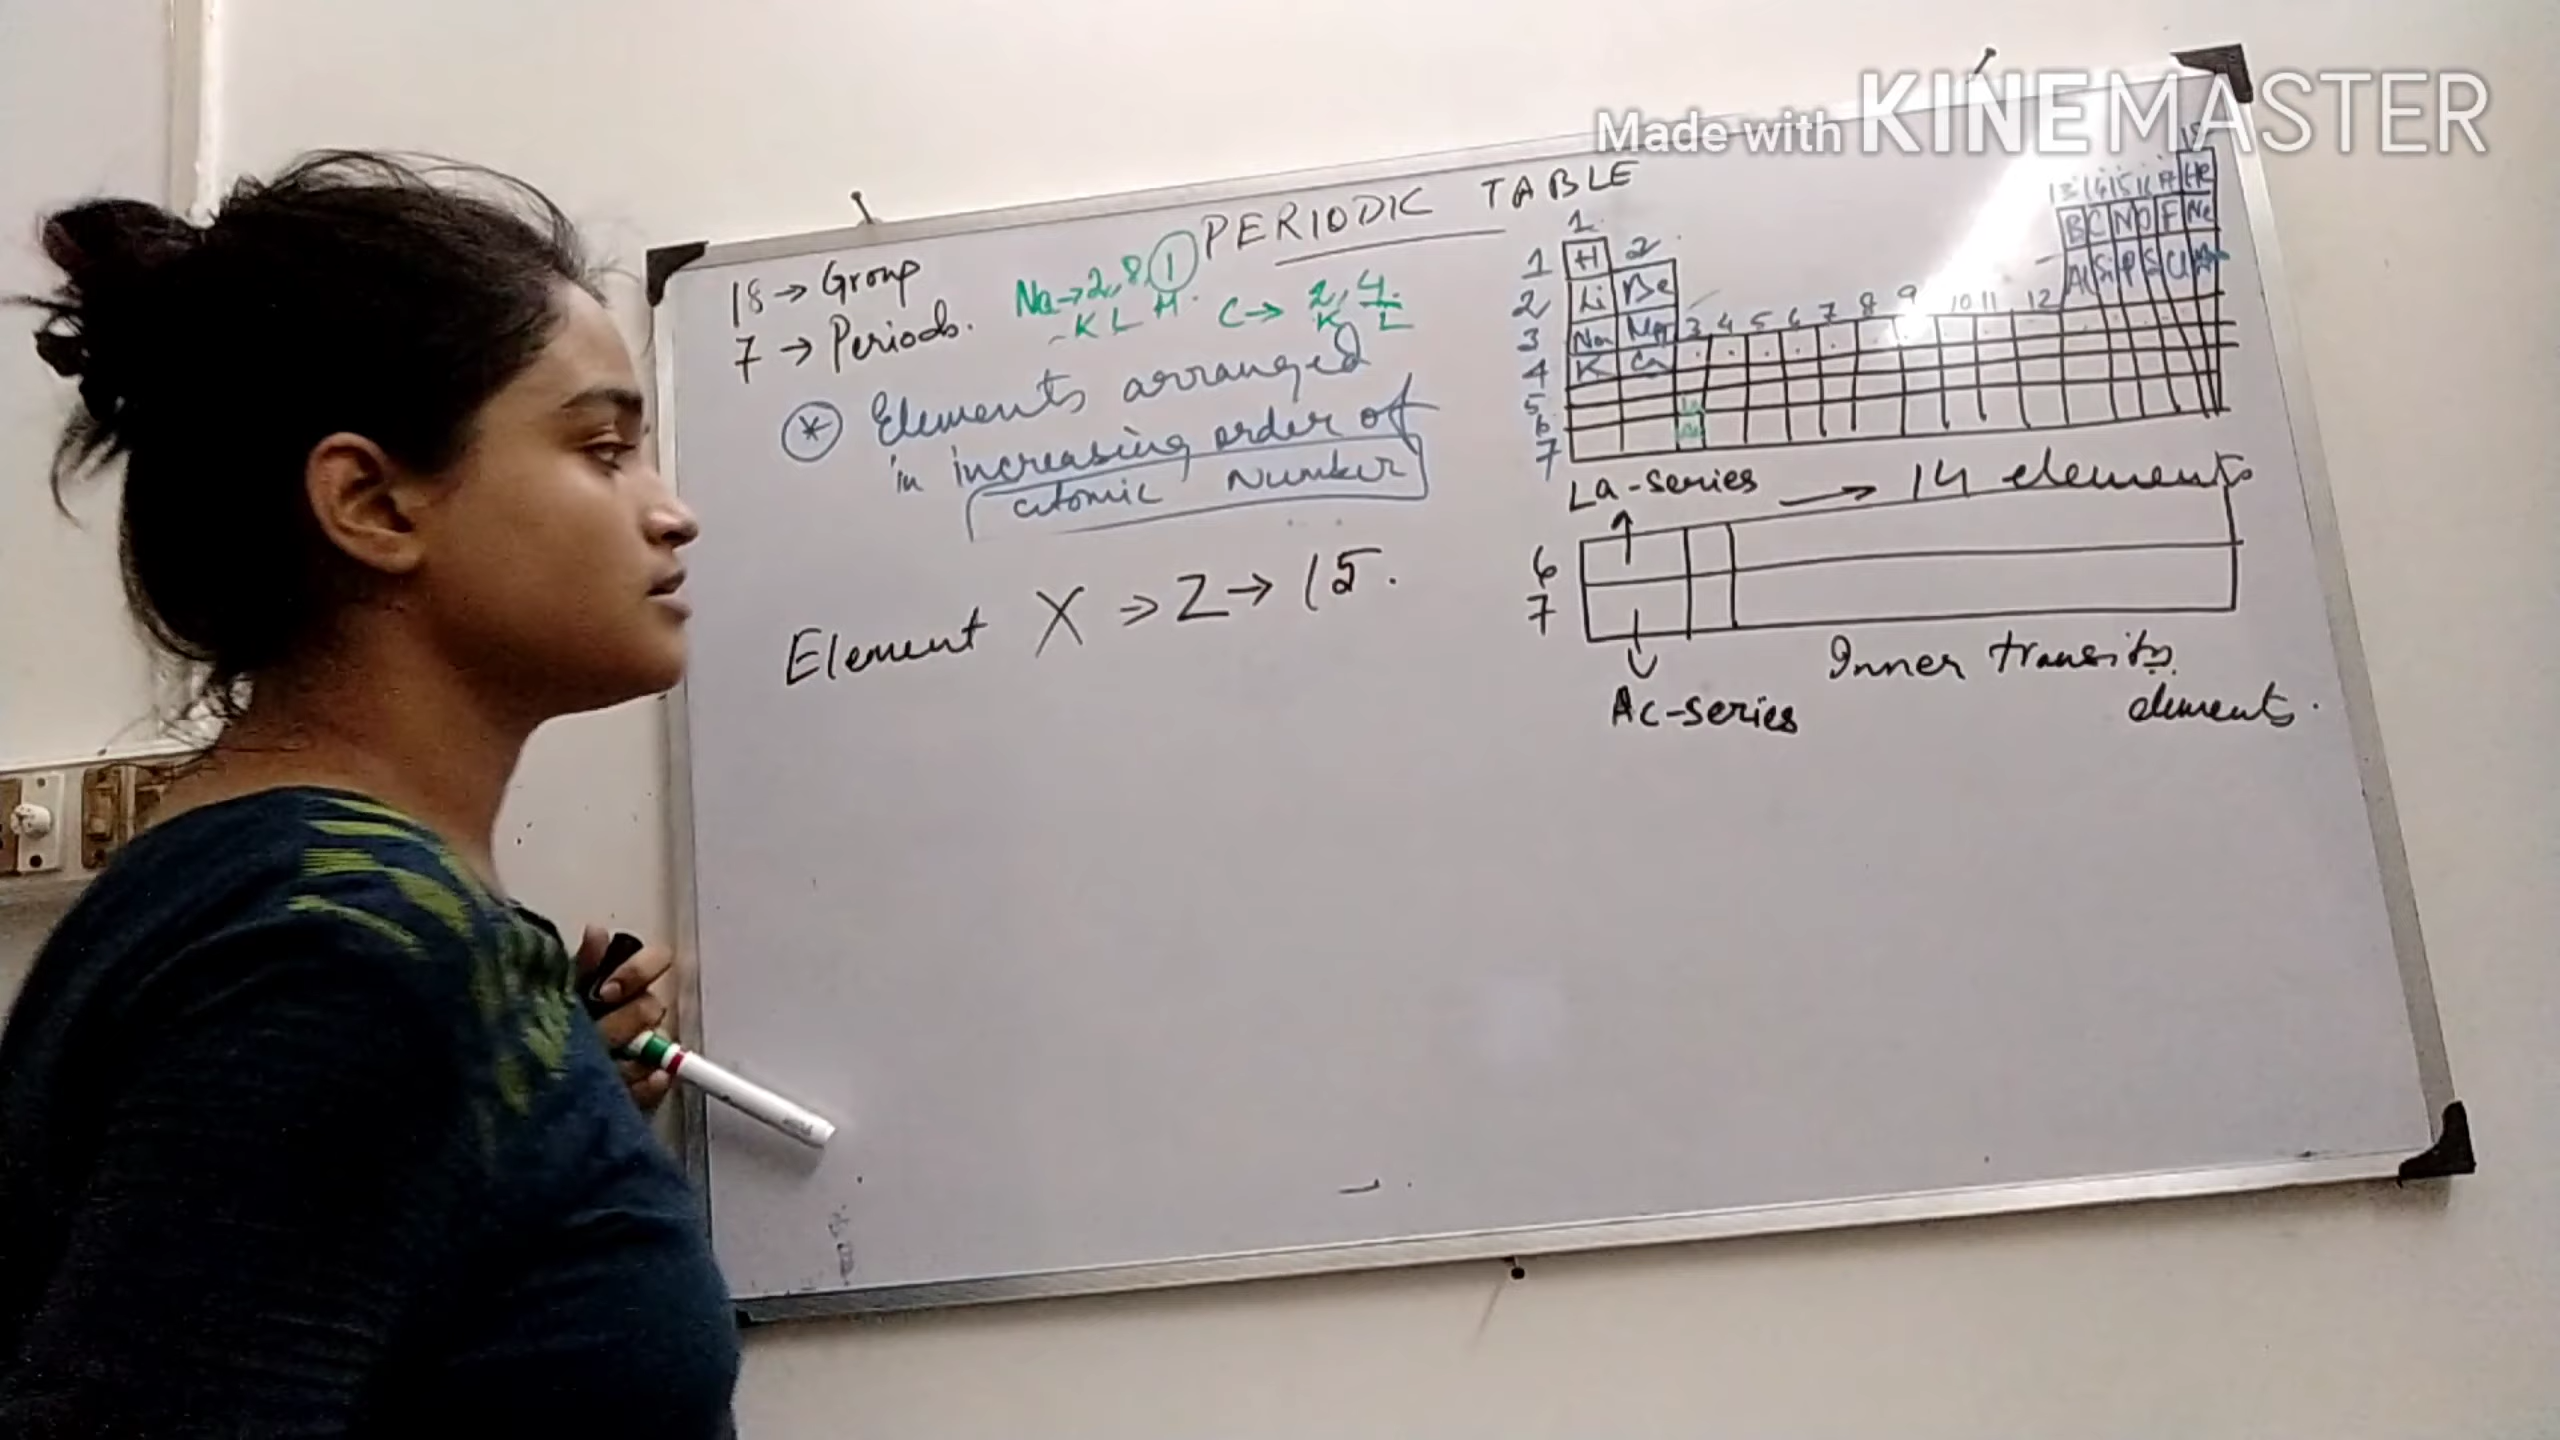 Made with KINEMASTER
PERIODIC TABLE
18 → Group
7 → Periods.
Na → 2, 8, 1
K L M
C → 2, 4
K L
* Elements arranged
in increasing order of
atomic Number
Element X ⇒ Z → 15.
1
2
13 14 15 16 17 18
1 H He
2 Li Be B C N O F Ne
3 Na Mg Al Si P S Cl Ar
3 4 5 6 7 8 9 10 11 12
4 K Ca
5
6 La
7 Ac
La-series → 14 elements
6
7
Ac-series
Inner transitn
elements.